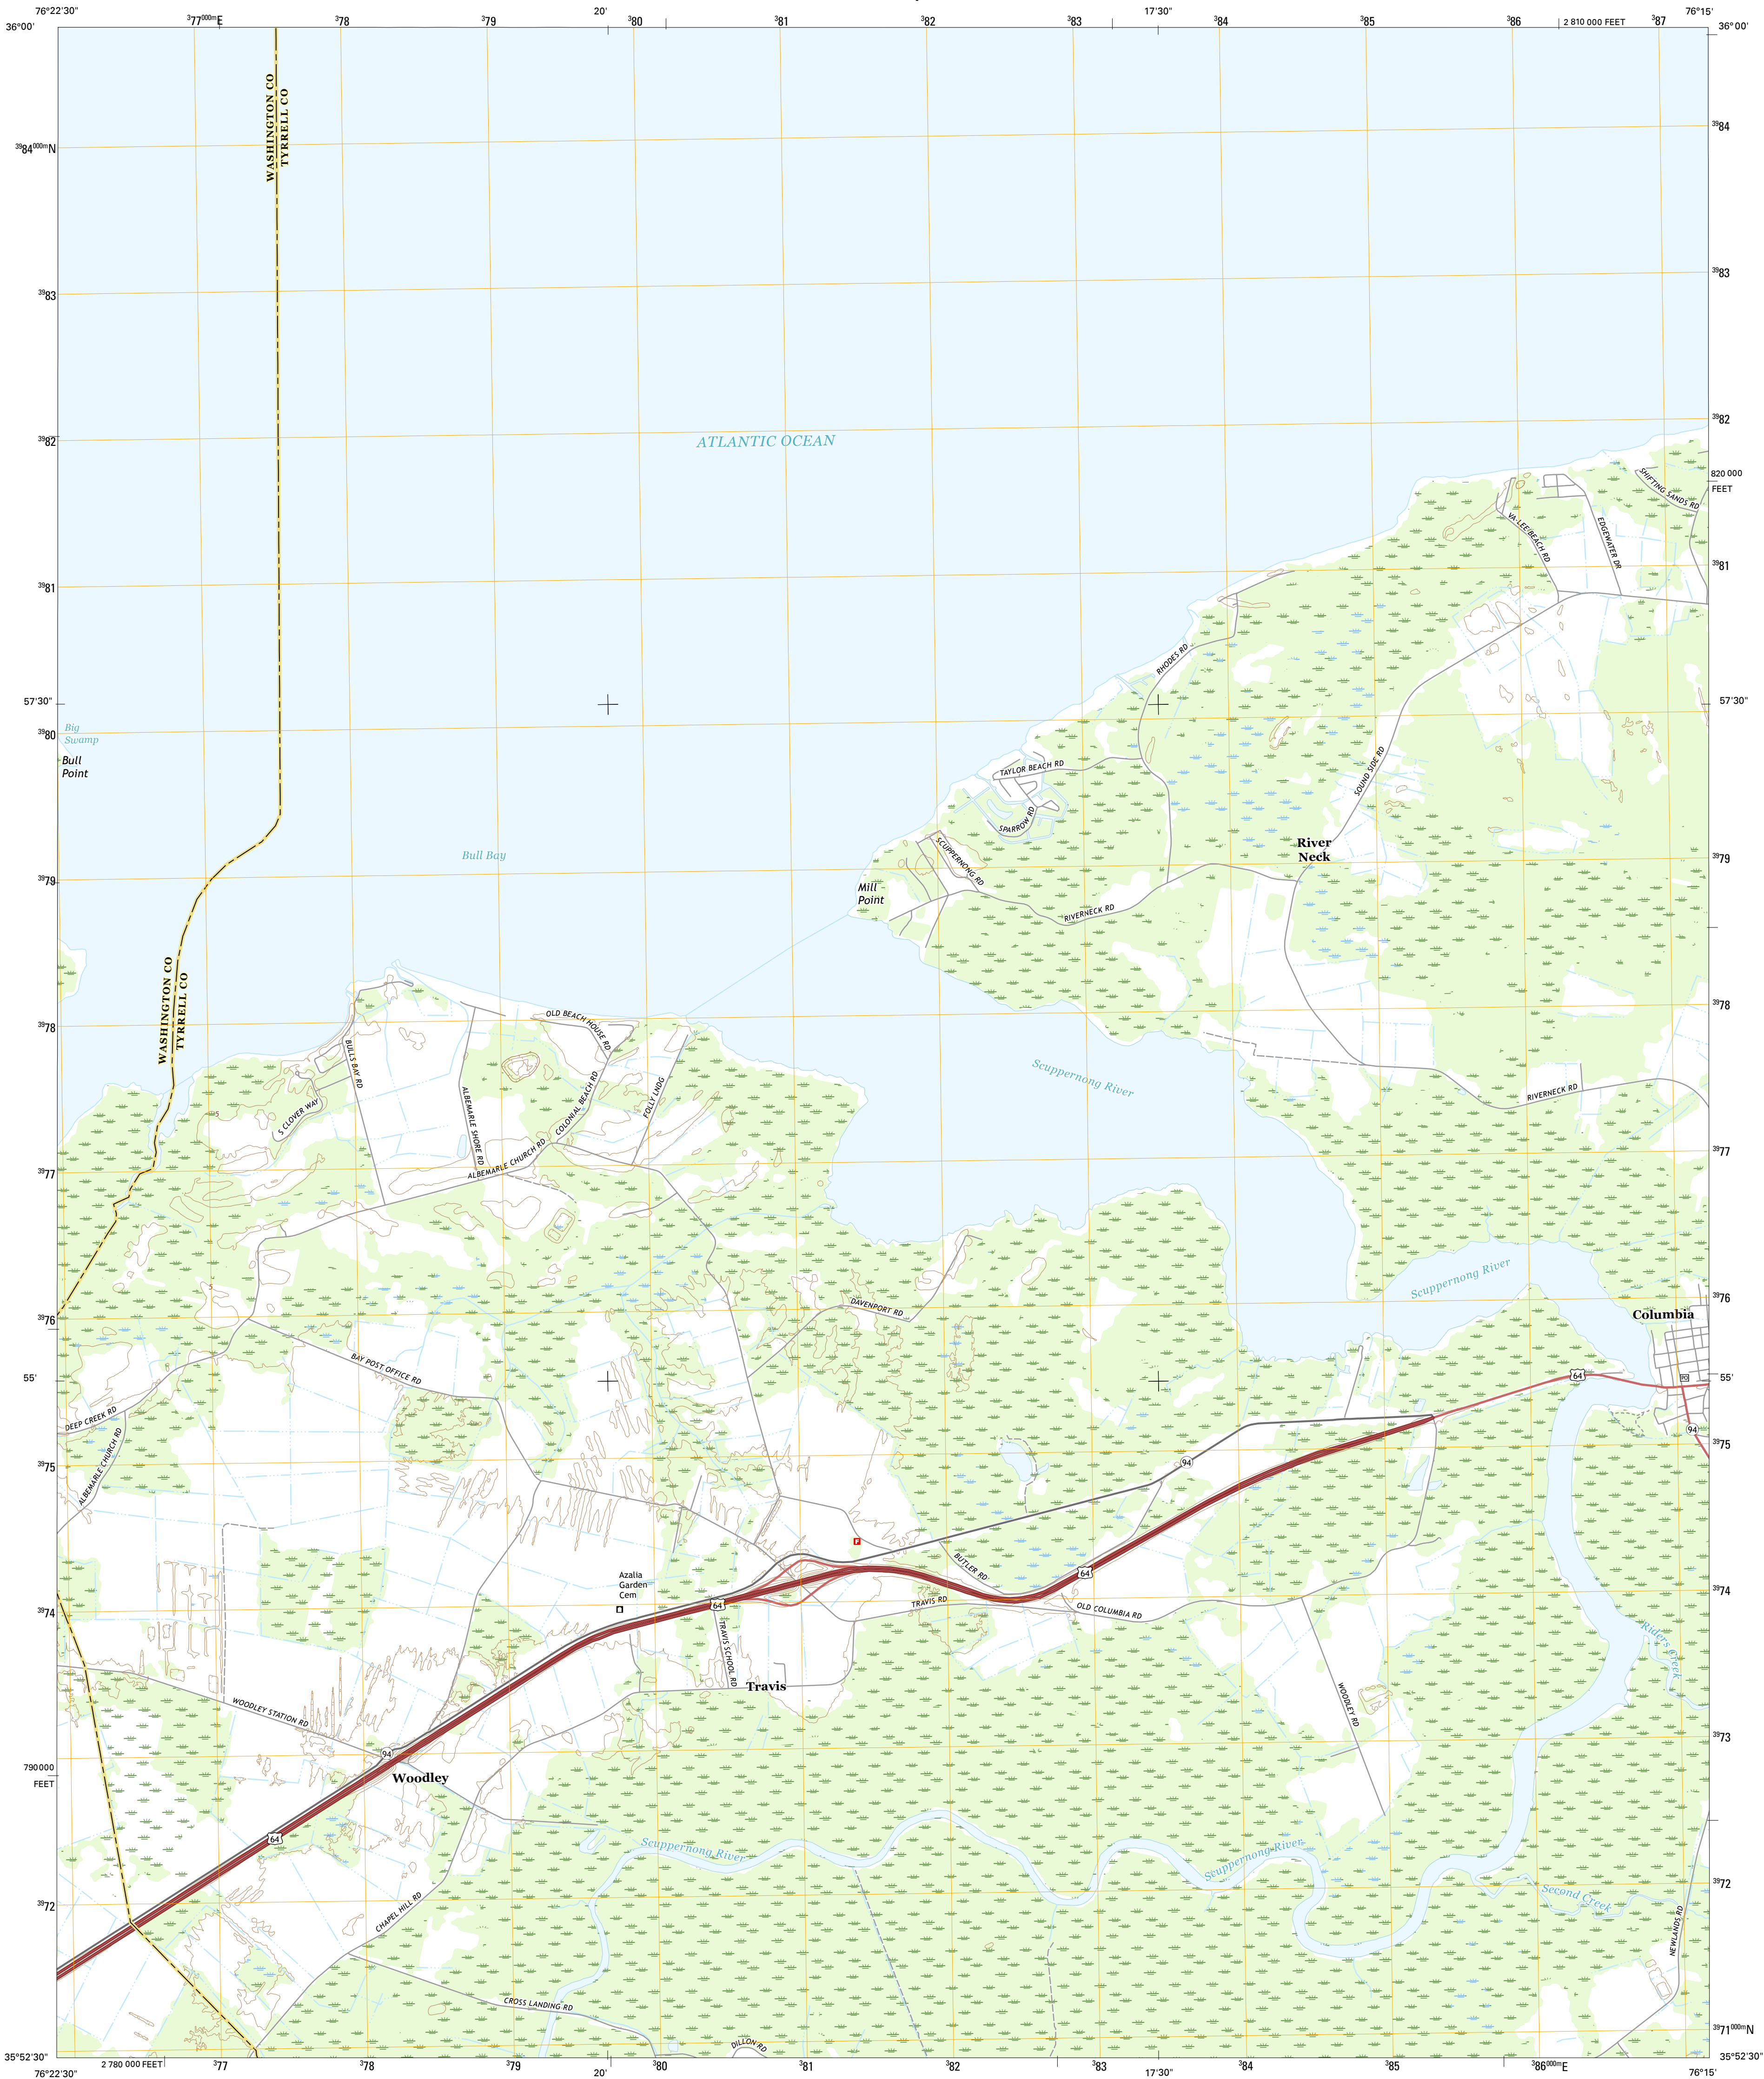 76°22'30"
³77⁰⁰⁰ᵐE
³78
³79
20'
³80
³81
³82
³83
17'30"
³84
³85
³86
2 810 000 FEET
³87
76°15'
36°00'
36°00'
WASHINGTON CO
TYRRELL CO
³⁹84
³⁹84⁰⁰⁰ᵐN
³⁹83
³⁹83
³⁹82
³⁹82
ATLANTIC OCEAN
820 000
FEET
SHIFTING SANDS RD
VA-LEE BEACH RD
EDGEWATER DR
³⁹81
³⁹81
RHODES RD
57'30"
57'30"
Big
Swamp
³⁹80
Bull
Point
TAYLOR BEACH RD
SOUND SIDE RD
SPARROW RD
River
Neck
SCUPPERNONG RD
Bull Bay
³⁹79
³⁹79
Mill
Point
RIVERNECK RD
WASHINGTON CO
TYRRELL CO
³⁹78
³⁹78
OLD BEACH HOUSE RD
BULLS BAY RD
Scuppernong River
RIVERNECK RD
ALBEMARLE SHORE RD
COLONIAL BEACH RD
FOLLY LNDG
S CLOVER WAY
5
³⁹77
³⁹77
ALBEMARLE CHURCH RD
Scuppernong River
5
³⁹76
³⁹76
DAVENPORT RD
Columbia
BAY POST OFFICE RD
55'
55'
64
PO
DEEP CREEK RD
94
ALBEMARLE CHURCH RD
³⁹75
³⁹75
94
F
BUTLER RD
64
Azalia
Garden
Cem
³⁹74
³⁹74
64
TRAVIS RD
OLD COLUMBIA RD
TRAVIS SCHOOL RD
Riders Creek
Travis
WOODLEY RD
WOODLEY STATION RD
³⁹73
94
790 000
FEET
Woodley
64
Scuppernong River
Scuppernong River
Second Creek
³⁹72
³⁹72
CHAPEL HILL RD
NEWLANDS RD
CROSS LANDING RD
DILLON RD
³⁹71⁰⁰⁰ᵐN
35°52'30"
35°52'30"
2 780 000 FEET
³77
³78
³79
³80
³81
³82
³83
³84
³85
³86⁰⁰⁰ᵐE
76°22'30"
20'
17'30"
76°15'